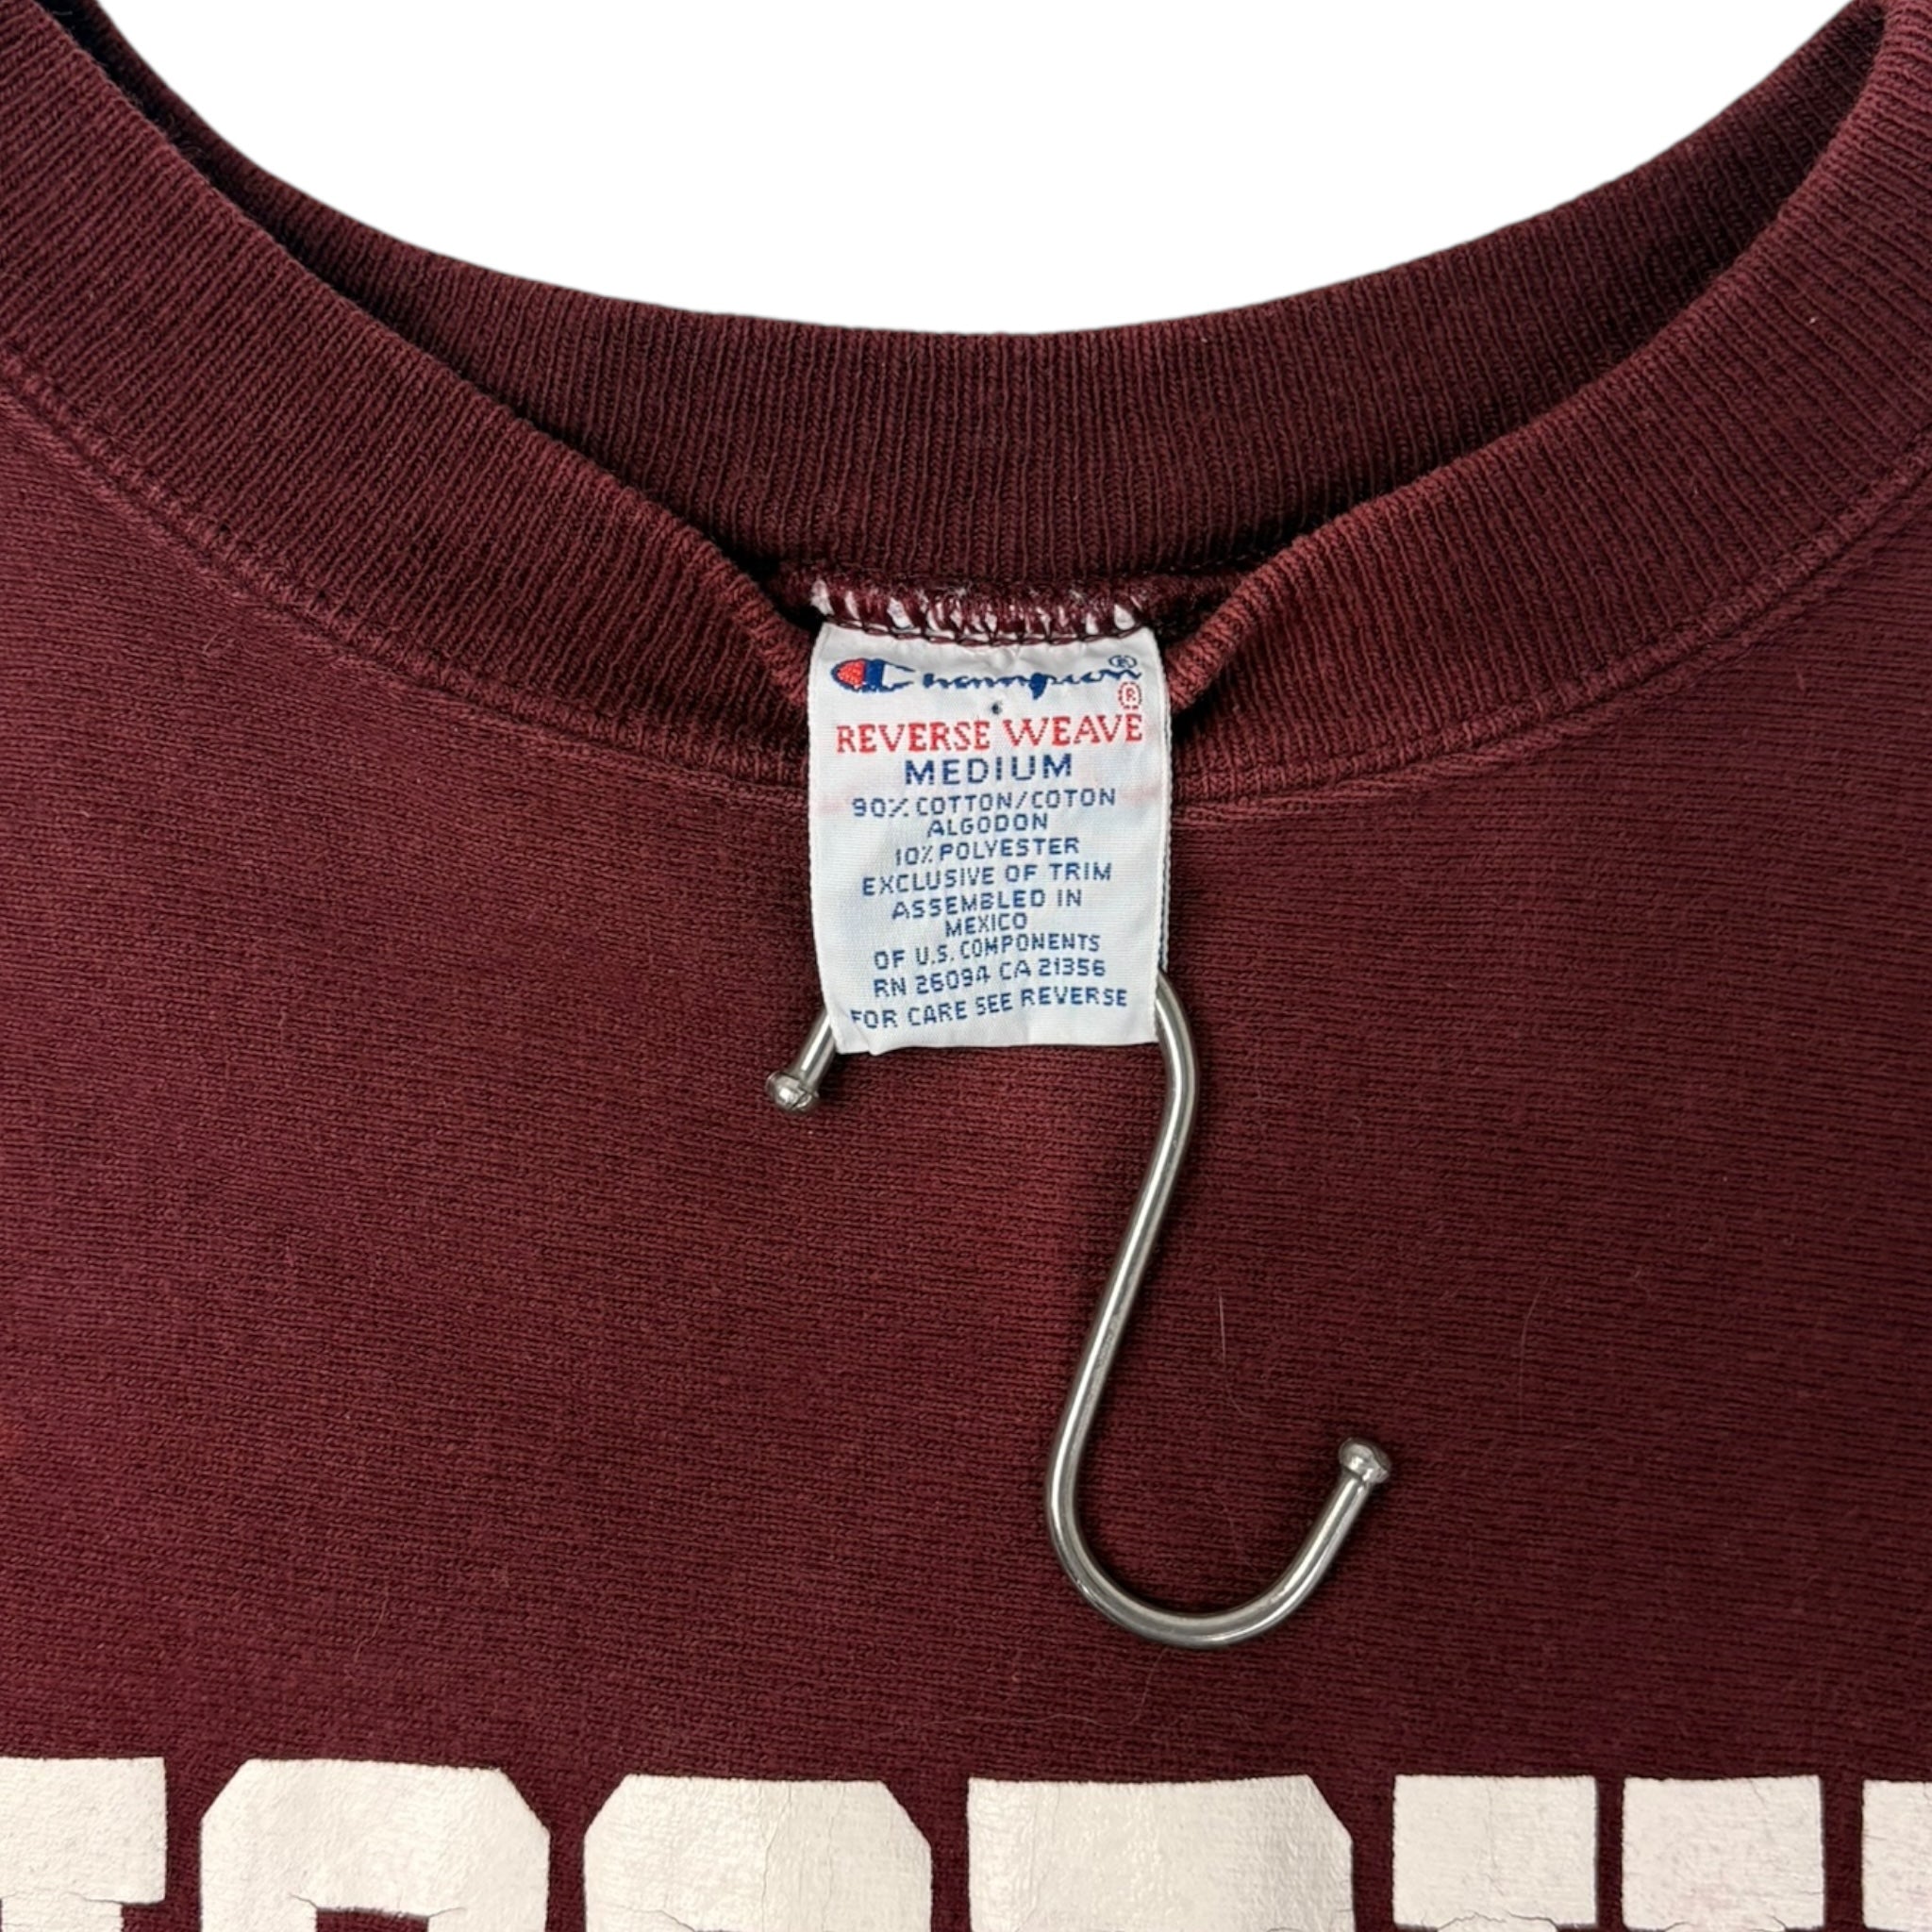 Champion®
®
REVERSE WEAVE
MEDIUM
90% COTTON/COTON
ALGODON
10% POLYESTER
EXCLUSIVE OF TRIM
ASSEMBLED IN
MEXICO
OF U.S. COMPONENTS
RN 26094 CA 21356
FOR CARE SEE REVERSE